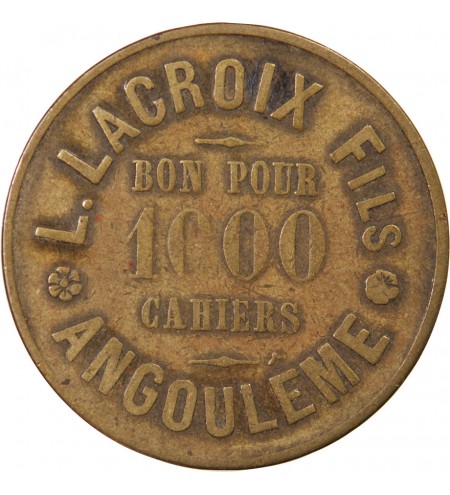 L. LACROIX FILS
BON POUR
1000
CAHIERS
ANGOULEME